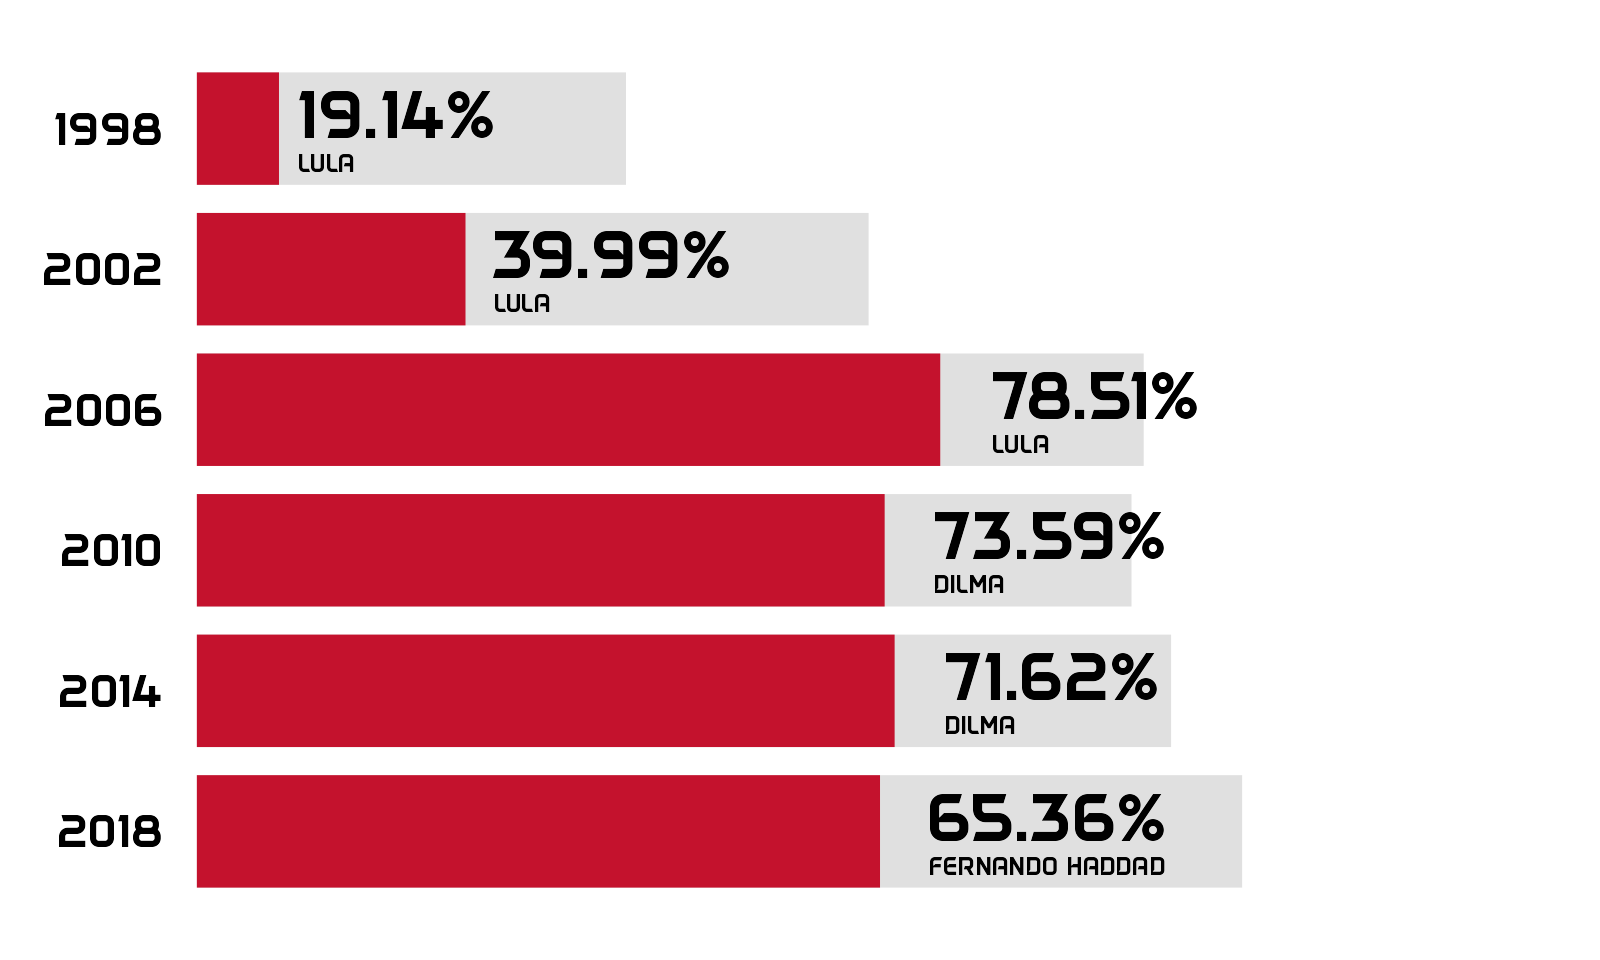 1998
19.14%
LULA
2002
39.99%
LULA
2006
78.51%
LULA
2010
73.59%
DILMA
2014
71.62%
DILMA
2018
65.36%
FERNANDO HADDAD